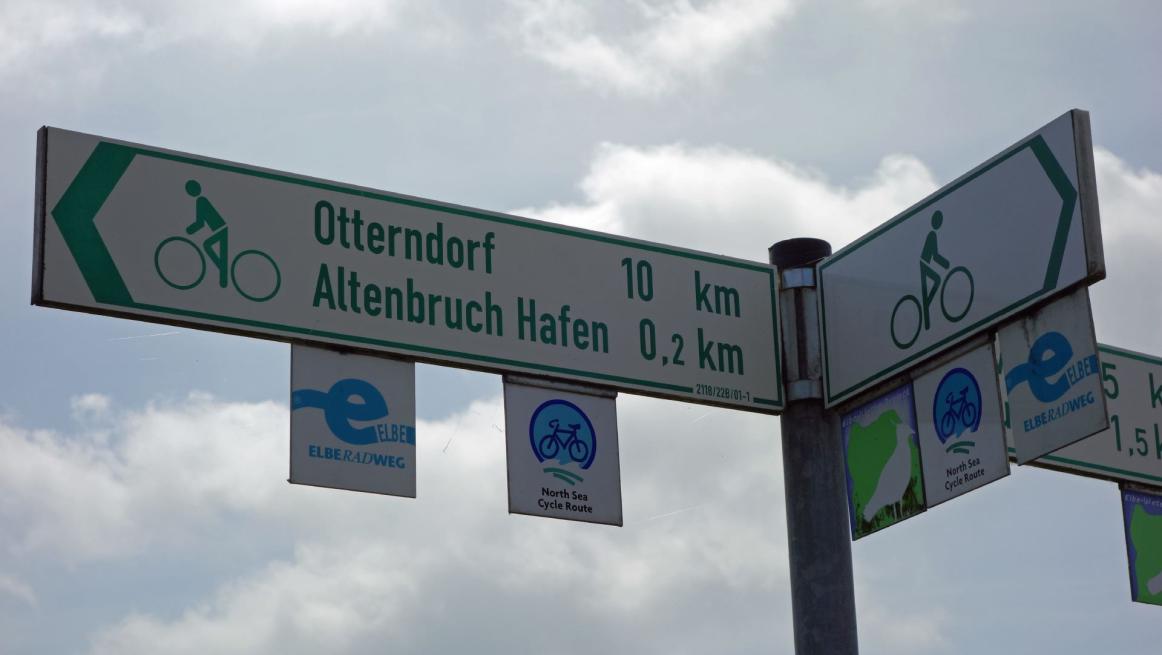 Otterndorf 10 km
Altenbruch Hafen 0,2 km
2118/22B/01-1
e ELBE
ELBERADWEG
North Sea
Cycle Route
North Sea
Cycle Route
e ELBE
ELBERADWEG
5 k
1,5 k